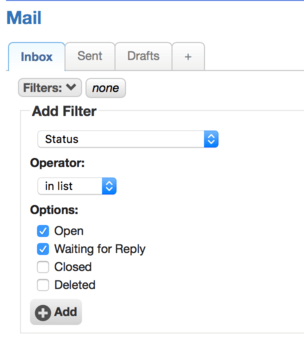 Mail
Inbox Sent Drafts +
Filters: none
Add Filter
Status
Operator:
in list
Options:
Open
Waiting for Reply
Closed
Deleted
Add